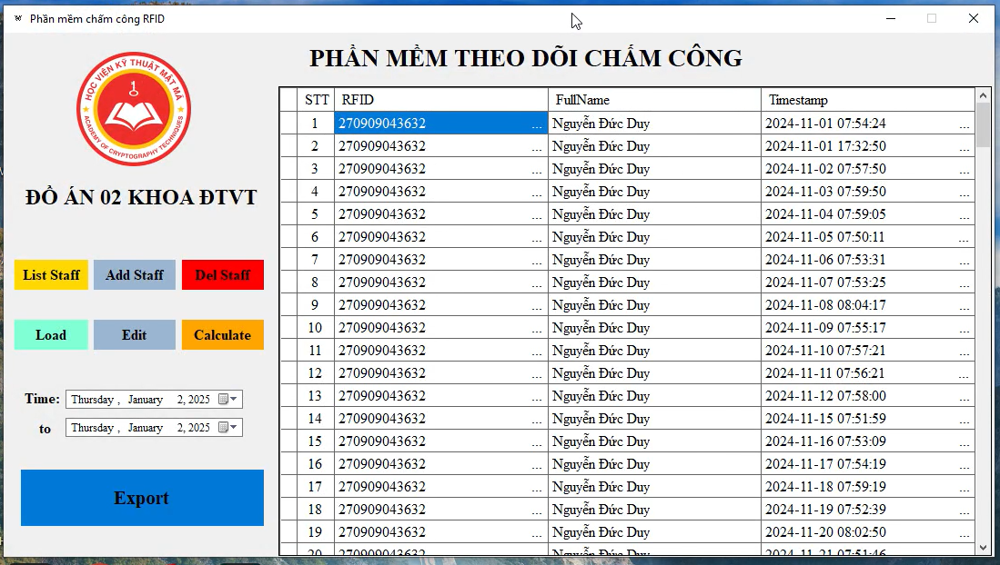 Phần mềm chấm công RFID
HỌC VIỆN KỸ THUẬT MẬT MÃ
ACADEMY OF CRYPTOGRAPHY TECHNIQUES
ĐỒ ÁN 02 KHOA ĐTVT
List Staff Add Staff Del Staff
Load Edit Calculate
Time: Thursday , January 2, 2025
to Thursday , January 2, 2025
Export
PHẦN MỀM THEO DÕI CHẤM CÔNG
STT RFID FullName Timestamp
1 270909043632 ... Nguyễn Đức Duy 2024-11-01 07:54:24 ...
2 270909043632 ... Nguyễn Đức Duy 2024-11-01 17:32:50 ...
3 270909043632 ... Nguyễn Đức Duy 2024-11-02 07:57:50 ...
4 270909043632 ... Nguyễn Đức Duy 2024-11-03 07:59:50 ...
5 270909043632 ... Nguyễn Đức Duy 2024-11-04 07:59:05 ...
6 270909043632 ... Nguyễn Đức Duy 2024-11-05 07:50:11 ...
7 270909043632 ... Nguyễn Đức Duy 2024-11-06 07:53:31 ...
8 270909043632 ... Nguyễn Đức Duy 2024-11-07 07:53:25 ...
9 270909043632 ... Nguyễn Đức Duy 2024-11-08 08:04:17 ...
10 270909043632 ... Nguyễn Đức Duy 2024-11-09 07:55:17 ...
11 270909043632 ... Nguyễn Đức Duy 2024-11-10 07:57:21 ...
12 270909043632 ... Nguyễn Đức Duy 2024-11-11 07:56:21 ...
13 270909043632 ... Nguyễn Đức Duy 2024-11-12 07:58:00 ...
14 270909043632 ... Nguyễn Đức Duy 2024-11-15 07:51:59 ...
15 270909043632 ... Nguyễn Đức Duy 2024-11-16 07:53:09 ...
16 270909043632 ... Nguyễn Đức Duy 2024-11-17 07:54:19 ...
17 270909043632 ... Nguyễn Đức Duy 2024-11-18 07:59:19 ...
18 270909043632 ... Nguyễn Đức Duy 2024-11-19 07:52:39 ...
19 270909043632 ... Nguyễn Đức Duy 2024-11-20 08:02:50 ...
20 270909043632 ... Nguyễn Đức Duy 2024-11-21 07:51:46 ...